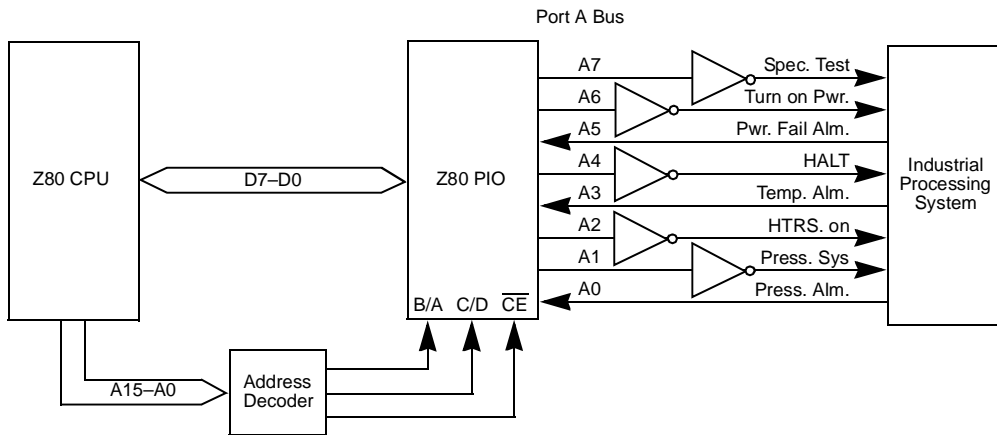 Port A Bus
Z80 CPU
D7–D0
Z80 PIO
B/A C/D CE
A7 Spec. Test
A6 Turn on Pwr.
A5 Pwr. Fail Alm.
A4 HALT
A3 Temp. Alm.
A2 HTRS. on
A1 Press. Sys
A0 Press. Alm.
Industrial
Processing
System
A15–A0
Address
Decoder